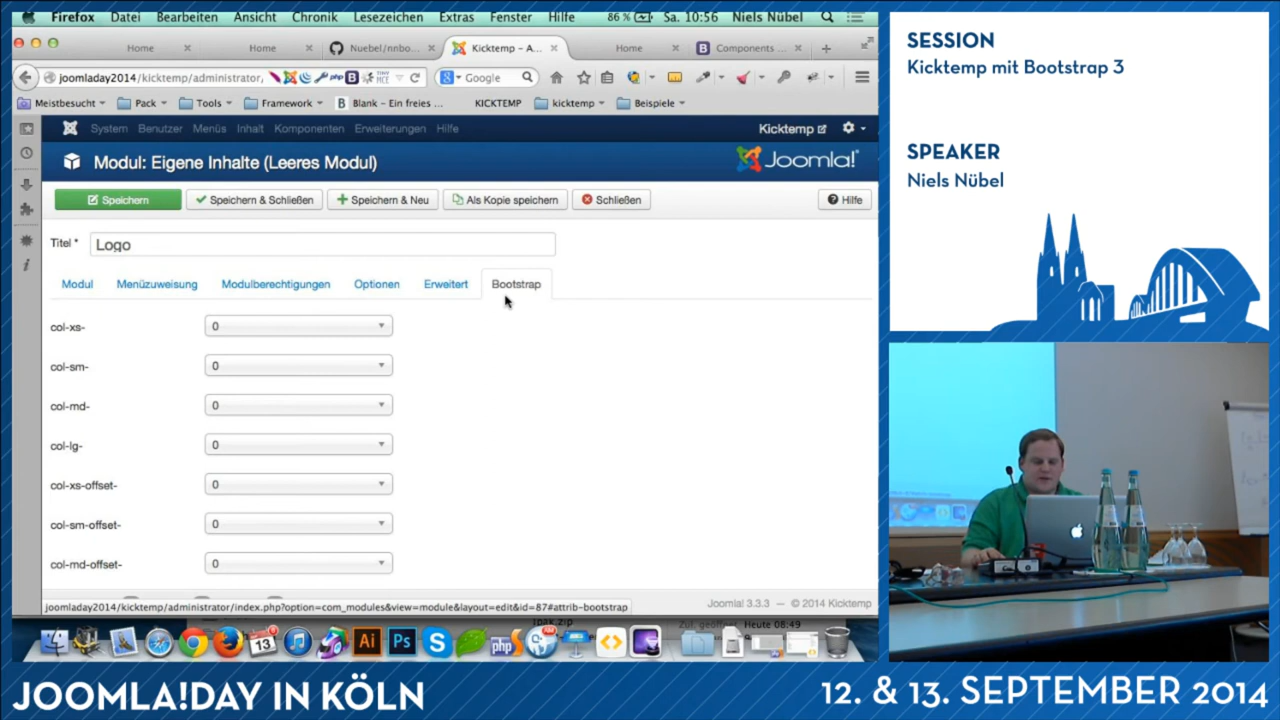 Firefox Datei Bearbeiten Ansicht Chronik Lesezeichen Extras Fenster Hilfe 86 % Sa. 10:56 Niels Nübel
Home Home Nuebel/nnbo... Kicktemp – A... Home Components ...
joomladay2014/kicktemp/administrator/ Google
Meistbesucht Pack Tools Framework Blank - Ein freies ... KICKTEMP kicktemp Beispiele
System Benutzer Menüs Inhalt Komponenten Erweiterungen Hilfe Kicktemp
Modul: Eigene Inhalte (Leeres Modul) Joomla!
Speichern Speichern & Schließen Speichern & Neu Als Kopie speichern Schließen Hilfe
Titel * Logo
Modul Menüzuweisung Modulberechtigungen Optionen Erweitert Bootstrap
col-xs- 0
col-sm- 0
col-md- 0
col-lg- 0
col-xs-offset- 0
col-sm-offset- 0
col-md-offset- 0
joomladay2014/kicktemp/administrator/index.php?option=com_modules&view=module&layout=edit&id=87#attrib-bootstrap
Joomla! 3.3.3 — © 2014 Kicktemp
Heute 08:49
SESSION
Kicktemp mit Bootstrap 3
SPEAKER
Niels Nübel
JOOMLA!DAY IN KÖLN
12. & 13. SEPTEMBER 2014